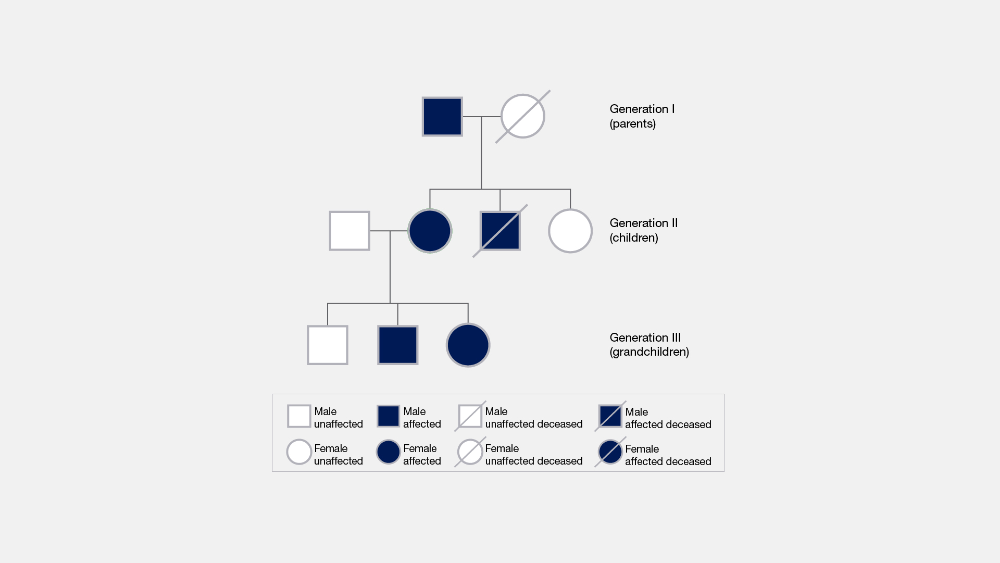 Generation I
(parents)
Generation II
(children)
Generation III
(grandchildren)
Male
unaffected
Male
affected
Male
unaffected deceased
Male
affected deceased
Female
unaffected
Female
affected
Female
unaffected deceased
Female
affected deceased